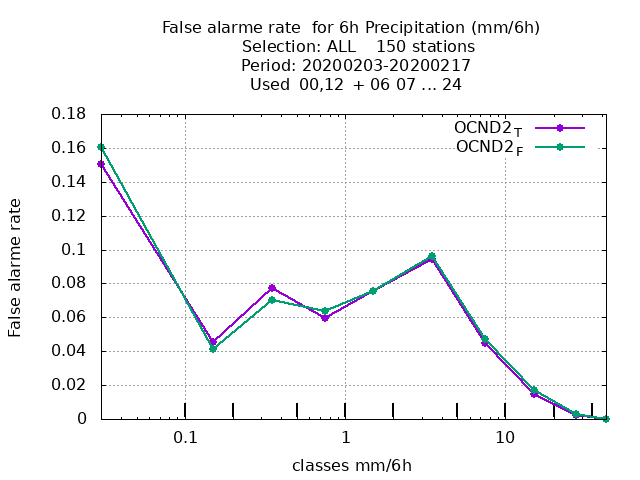 False alarme rate  for 6h Precipitation (mm/6h)
Selection: ALL    150 stations
Period: 20200203-20200217
Used  00,12  + 06 07 ... 24
OCND2T
OCND2F
0.18
0.16
0.14
0.12
0.1
0.08
0.06
0.04
0.02
0
False alarme rate
0.1
1
10
classes mm/6h